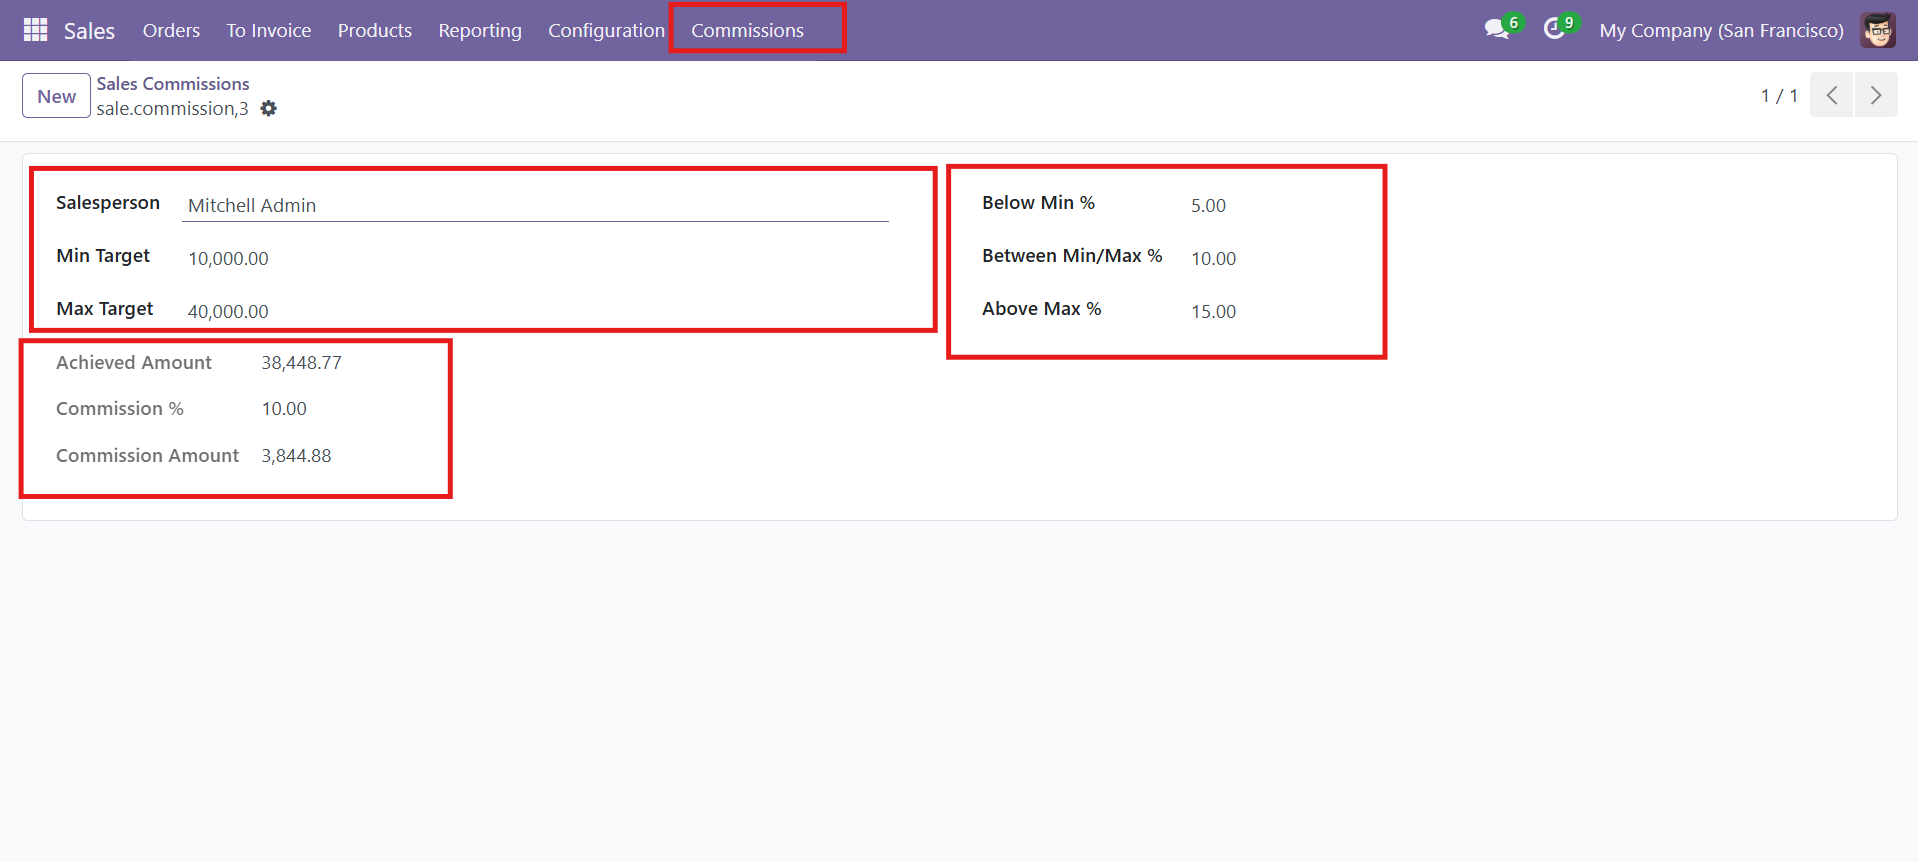 Sales Orders To Invoice Products Reporting Configuration Commissions 6 9 My Company (San Francisco)
New Sales Commissions
sale.commission,3
1 / 1
Salesperson Mitchell Admin
Min Target 10,000.00
Max Target 40,000.00
Below Min % 5.00
Between Min/Max % 10.00
Above Max % 15.00
Achieved Amount 38,448.77
Commission % 10.00
Commission Amount 3,844.88